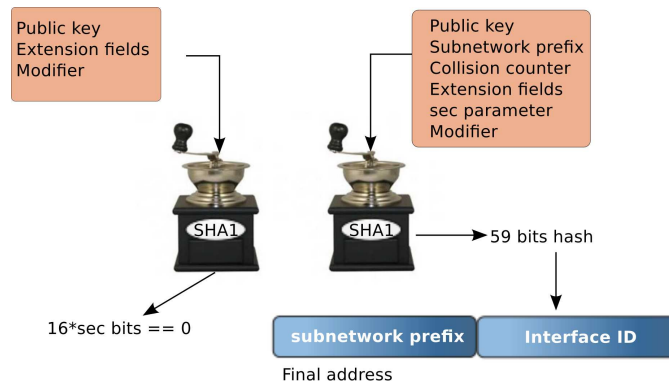 Public key
Extension fields
Modifier
Public key
Subnetwork prefix
Collision counter
Extension fields
sec parameter
Modifier
SHA1
SHA1
59 bits hash
16*sec bits == 0
subnetwork prefix
Interface ID
Final address